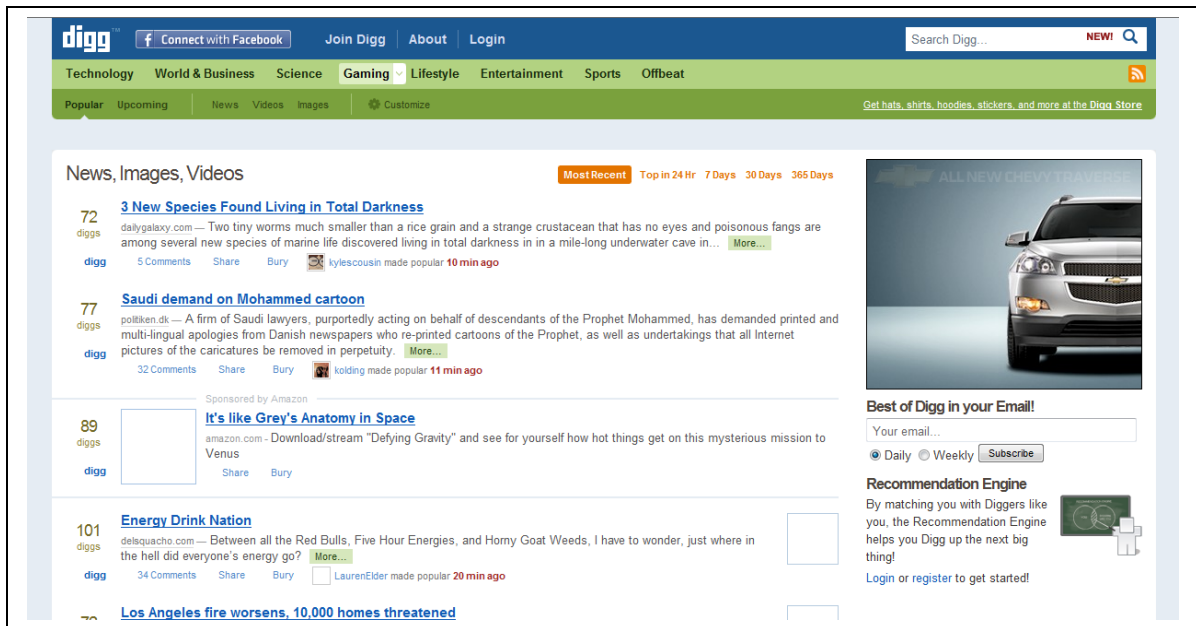 digg™ f Connect with Facebook Join Digg About Login Search Digg... NEW!
Technology World & Business Science Gaming Lifestyle Entertainment Sports Offbeat
Popular Upcoming News Videos Images Customize Get hats, shirts, hoodies, stickers, and more at the Digg Store
News, Images, Videos Most Recent Top in 24 Hr 7 Days 30 Days 365 Days
72 diggs
digg
3 New Species Found Living in Total Darkness
dailygalaxy.com — Two tiny worms much smaller than a rice grain and a strange crustacean that has no eyes and poisonous fangs are
among several new species of marine life discovered living in total darkness in in a mile-long underwater cave in... More...
5 Comments Share Bury kylescousin made popular 10 min ago
77 diggs
digg
Saudi demand on Mohammed cartoon
politiken.dk — A firm of Saudi lawyers, purportedly acting on behalf of descendants of the Prophet Mohammed, has demanded printed and
multi-lingual apologies from Danish newspapers who re-printed cartoons of the Prophet, as well as undertakings that all Internet
pictures of the caricatures be removed in perpetuity. More...
32 Comments Share Bury kolding made popular 11 min ago
Sponsored by Amazon
89 diggs
digg
It's like Grey's Anatomy in Space
amazon.com - Download/stream "Defying Gravity" and see for yourself how hot things get on this mysterious mission to
Venus
Share Bury
101 diggs
digg
Energy Drink Nation
delsquacho.com — Between all the Red Bulls, Five Hour Energies, and Horny Goat Weeds, I have to wonder, just where in
the hell did everyone's energy go? More...
34 Comments Share Bury LaurenElder made popular 20 min ago
Los Angeles fire worsens, 10,000 homes threatened
ALL NEW CHEVY TRAVERSE
Best of Digg in your Email!
Your email...
Daily Weekly Subscribe
Recommendation Engine
By matching you with Diggers like
you, the Recommendation Engine
helps you Digg up the next big
thing!
Login or register to get started!